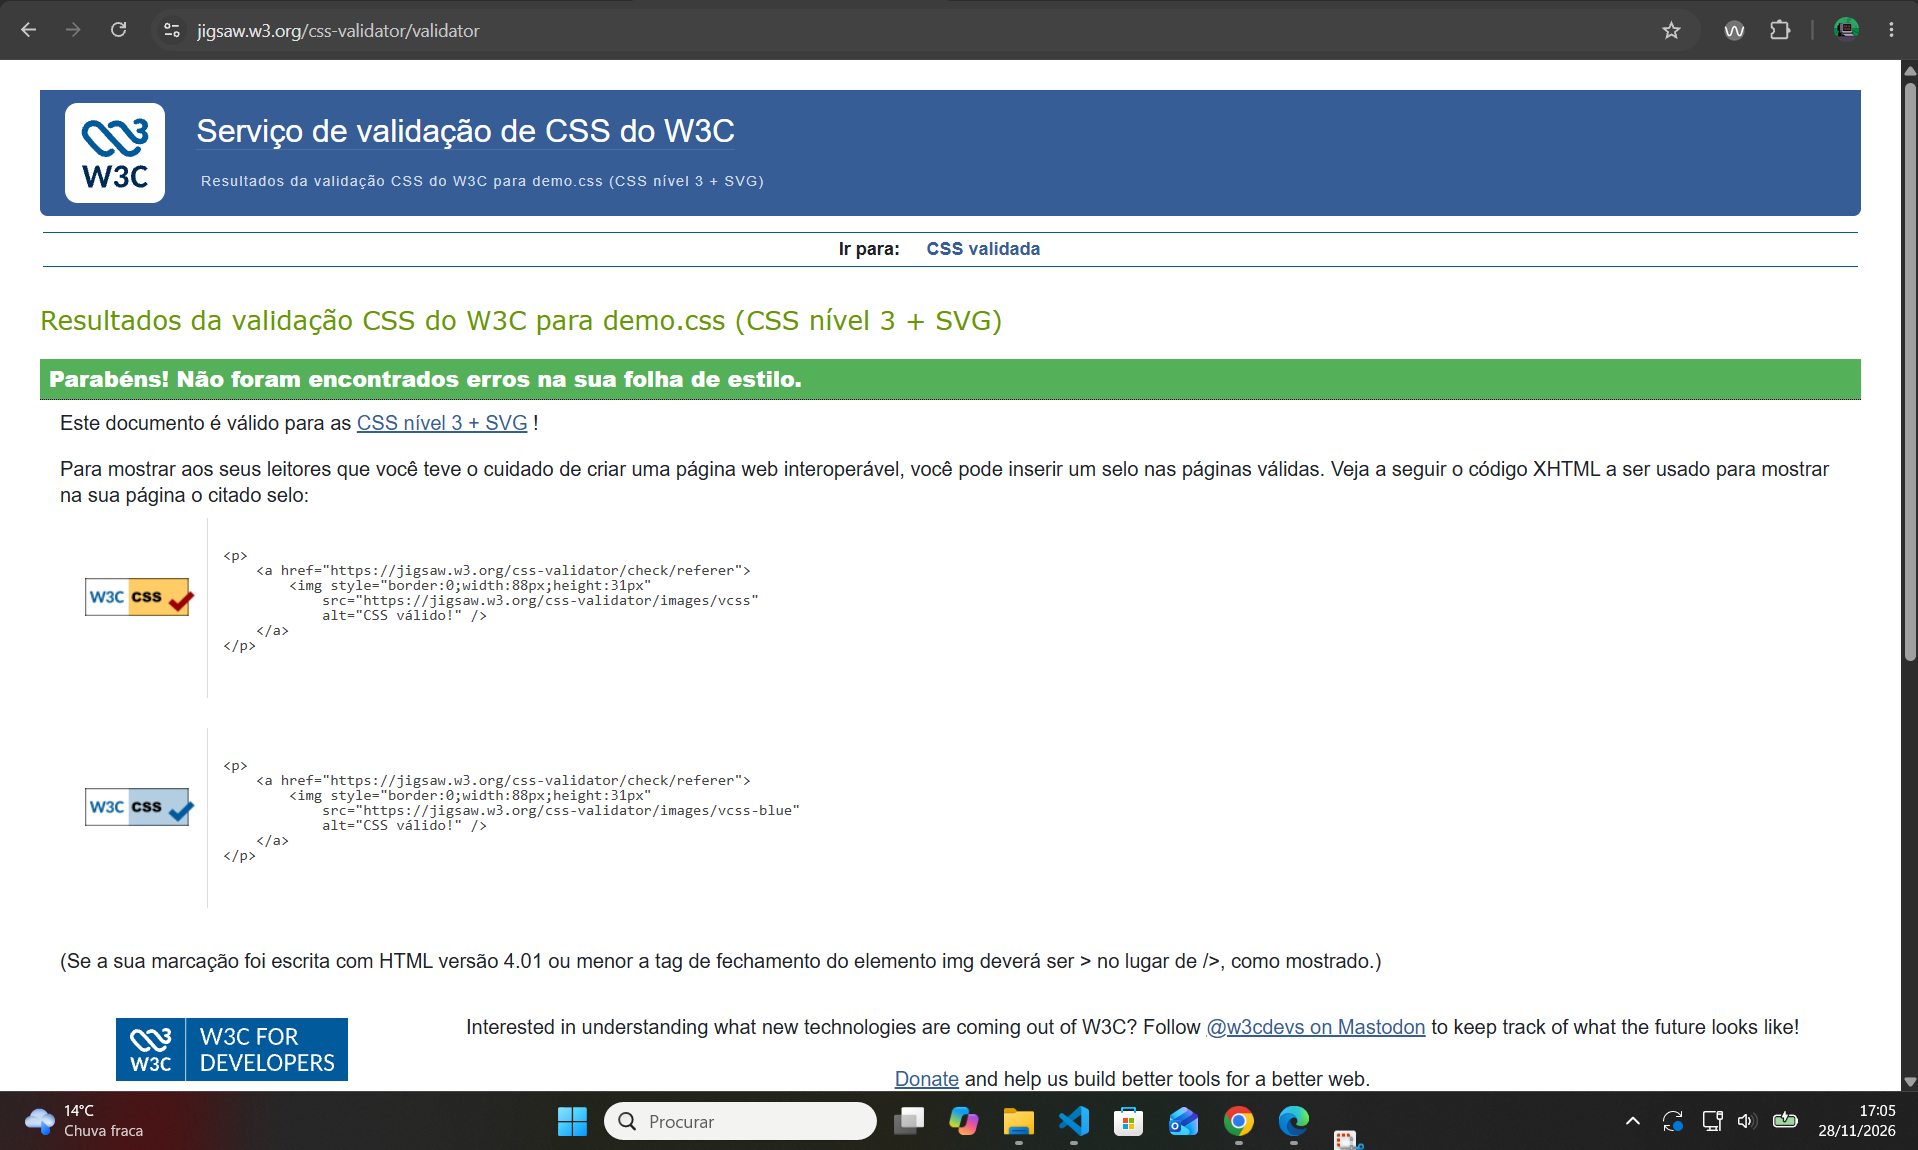 jigsaw.w3.org/css-validator/validator
W3C
Serviço de validação de CSS do W3C
Resultados da validação CSS do W3C para demo.css (CSS nível 3 + SVG)
Ir para: CSS validada
Resultados da validação CSS do W3C para demo.css (CSS nível 3 + SVG)
Parabéns! Não foram encontrados erros na sua folha de estilo.
Este documento é válido para as CSS nível 3 + SVG !
Para mostrar aos seus leitores que você teve o cuidado de criar uma página web interoperável, você pode inserir um selo nas páginas válidas. Veja a seguir o código XHTML a ser usado para mostrar
na sua página o citado selo:
W3C css
<p>
    <a href="https://jigsaw.w3.org/css-validator/check/referer">
        <img style="border:0;width:88px;height:31px"
            src="https://jigsaw.w3.org/css-validator/images/vcss"
            alt="CSS válido!" />
    </a>
</p>
W3C css
<p>
    <a href="https://jigsaw.w3.org/css-validator/check/referer">
        <img style="border:0;width:88px;height:31px"
            src="https://jigsaw.w3.org/css-validator/images/vcss-blue"
            alt="CSS válido!" />
    </a>
</p>
(Se a sua marcação foi escrita com HTML versão 4.01 ou menor a tag de fechamento do elemento img deverá ser > no lugar de />, como mostrado.)
W3C
W3C FOR
DEVELOPERS
Interested in understanding what new technologies are coming out of W3C? Follow @w3cdevs on Mastodon to keep track of what the future looks like!
Donate and help us build better tools for a better web.
14°C
Chuva fraca
Procurar
17:05
28/11/2026